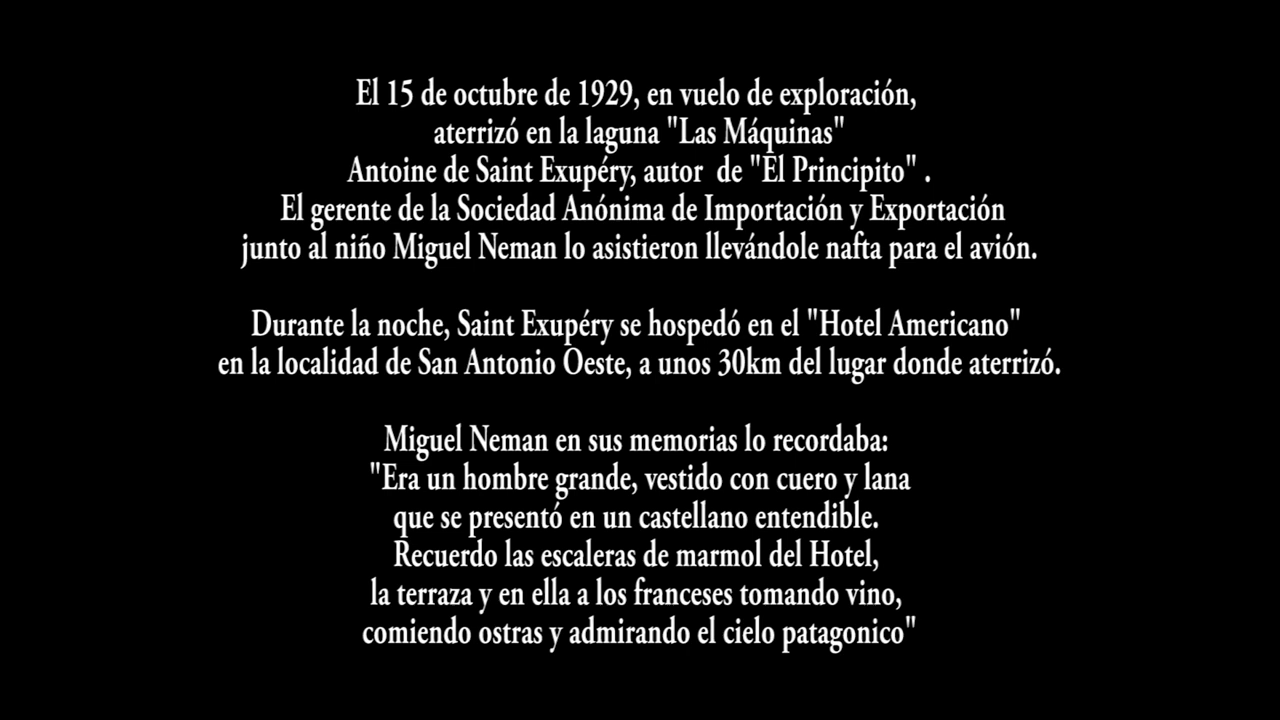 El 15 de octubre de 1929, en vuelo de exploración,
aterrizó en la laguna "Las Máquinas"
Antoine de Saint Exupéry, autor  de "El Principito" .
El gerente de la Sociedad Anónima de Importación y Exportación
junto al niño Miguel Neman lo asistieron llevándole nafta para el avión.
Durante la noche, Saint Exupéry se hospedó en el "Hotel Americano"
en la localidad de San Antonio Oeste, a unos 30km del lugar donde aterrizó.
Miguel Neman en sus memorias lo recordaba:
"Era un hombre grande, vestido con cuero y lana
que se presentó en un castellano entendible.
Recuerdo las escaleras de marmol del Hotel,
la terraza y en ella a los franceses tomando vino,
comiendo ostras y admirando el cielo patagonico"